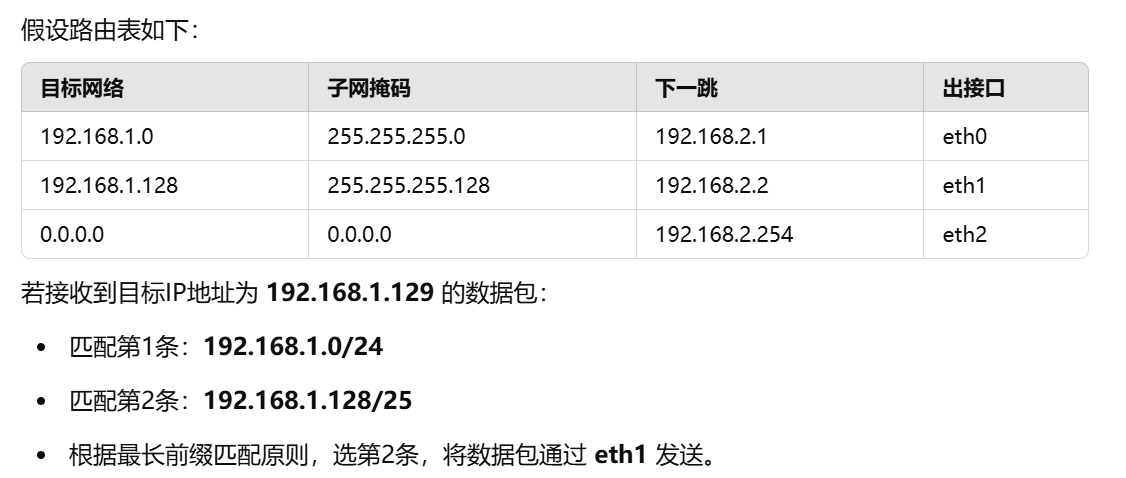 假设路由表如下：
目标网络 子网掩码 下一跳 出接口
192.168.1.0 255.255.255.0 192.168.2.1 eth0
192.168.1.128 255.255.255.128 192.168.2.2 eth1
0.0.0.0 0.0.0.0 192.168.2.254 eth2
若接收到目标IP地址为 192.168.1.129 的数据包：
• 匹配第1条：192.168.1.0/24
• 匹配第2条：192.168.1.128/25
• 根据最长前缀匹配原则，选第2条，将数据包通过 eth1 发送。